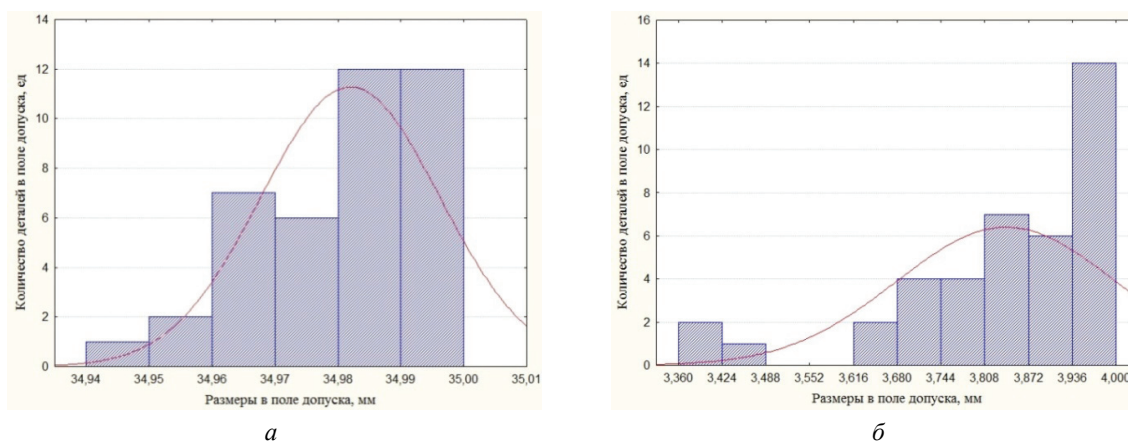 Количество деталей в поле допуска, ед
14
12
10
8
6
4
2
0
34,94 34,95 34,96 34,97 34,98 34,99 35,00 35,01
Размеры в поле допуска, мм
а
Количество деталей в поле допуска, ед
16
14
12
10
8
6
4
2
0
3,360 3,424 3,488 3,552 3,616 3,680 3,744 3,808 3,872 3,936 4,000
Размеры в поле допуска, мм
б